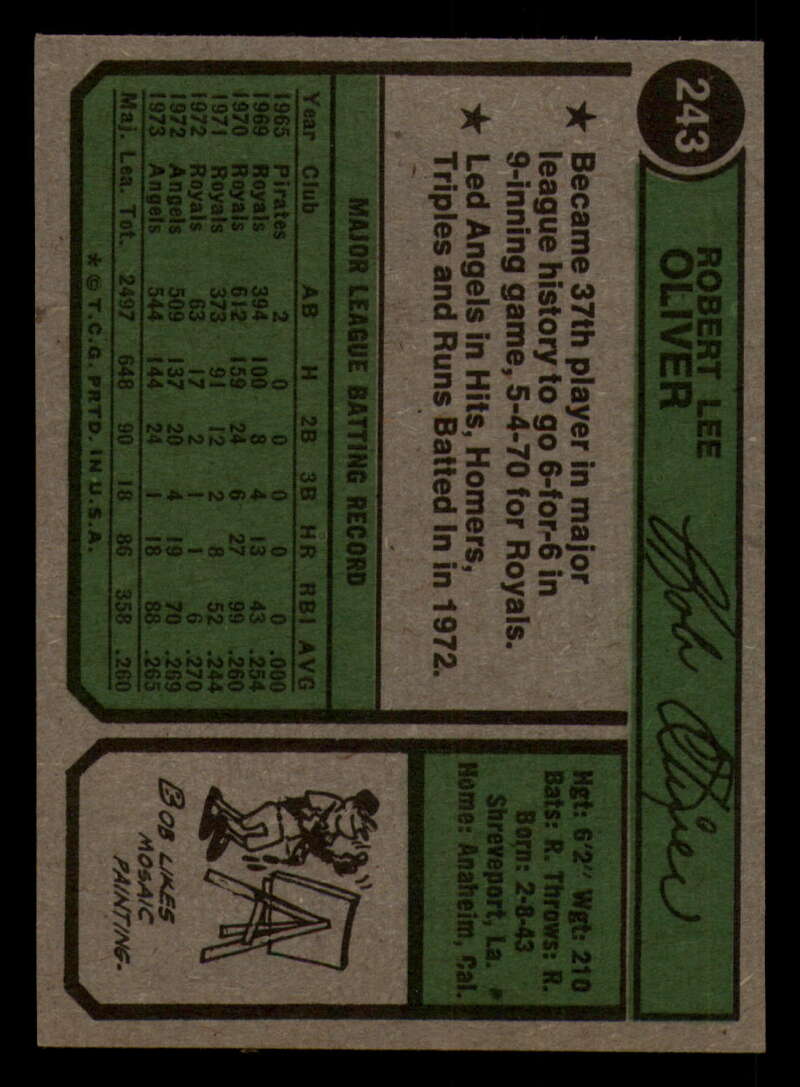 243
ROBERT LEE
OLIVER
Bob Oliver
★ Became 37th player in major
league history to go 6-for-6 in
9-inning game, 5-4-70 for Royals.
★ Led Angels in Hits, Homers,
Triples and Runs Batted In in 1972.
MAJOR LEAGUE BATTING RECORD
Year Club AB H 2B 3B HR RBI AVG
1965 Pirates 2 0 0 0 0 0 .000
1969 Royals 394 100 8 4 13 43 .254
1970 Royals 612 159 24 6 27 99 .260
1971 Royals 373 91 12 2 8 52 .244
1972 Royals 63 17 2 1 1 6 .270
1972 Angels 509 137 20 4 19 70 .269
1973 Angels 544 144 24 1 18 88 .265
Maj. Lea. Tot. 2497 648 90 18 86 358 .260
* © T.C.G. PRTD. IN U.S.A.
Hgt: 6'2" Wgt: 210
Bats: R. Throws: R.
Born: 2-8-43
Shreveport, La.
Home: Anaheim, Cal.
BOB LIKES
MOSAIC
PAINTING.